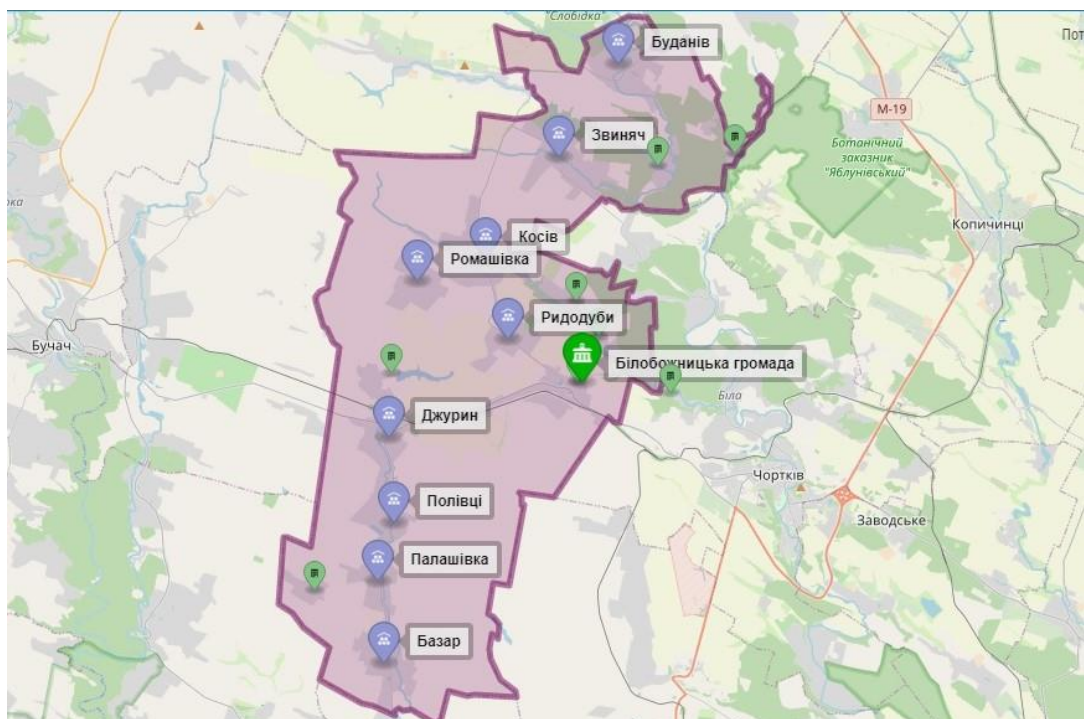 "Слобідка"
Буданів
Пот
М-19
Звиняч
Ботанічний
заказник
"Яблунівський"
рка
Копичинці
Косів
Ромашівка
Ридодуби
Бучач
Білобожницька громада
Біла
Джурин
Чортків
Полівці
Заводське
Палашівка
Базар